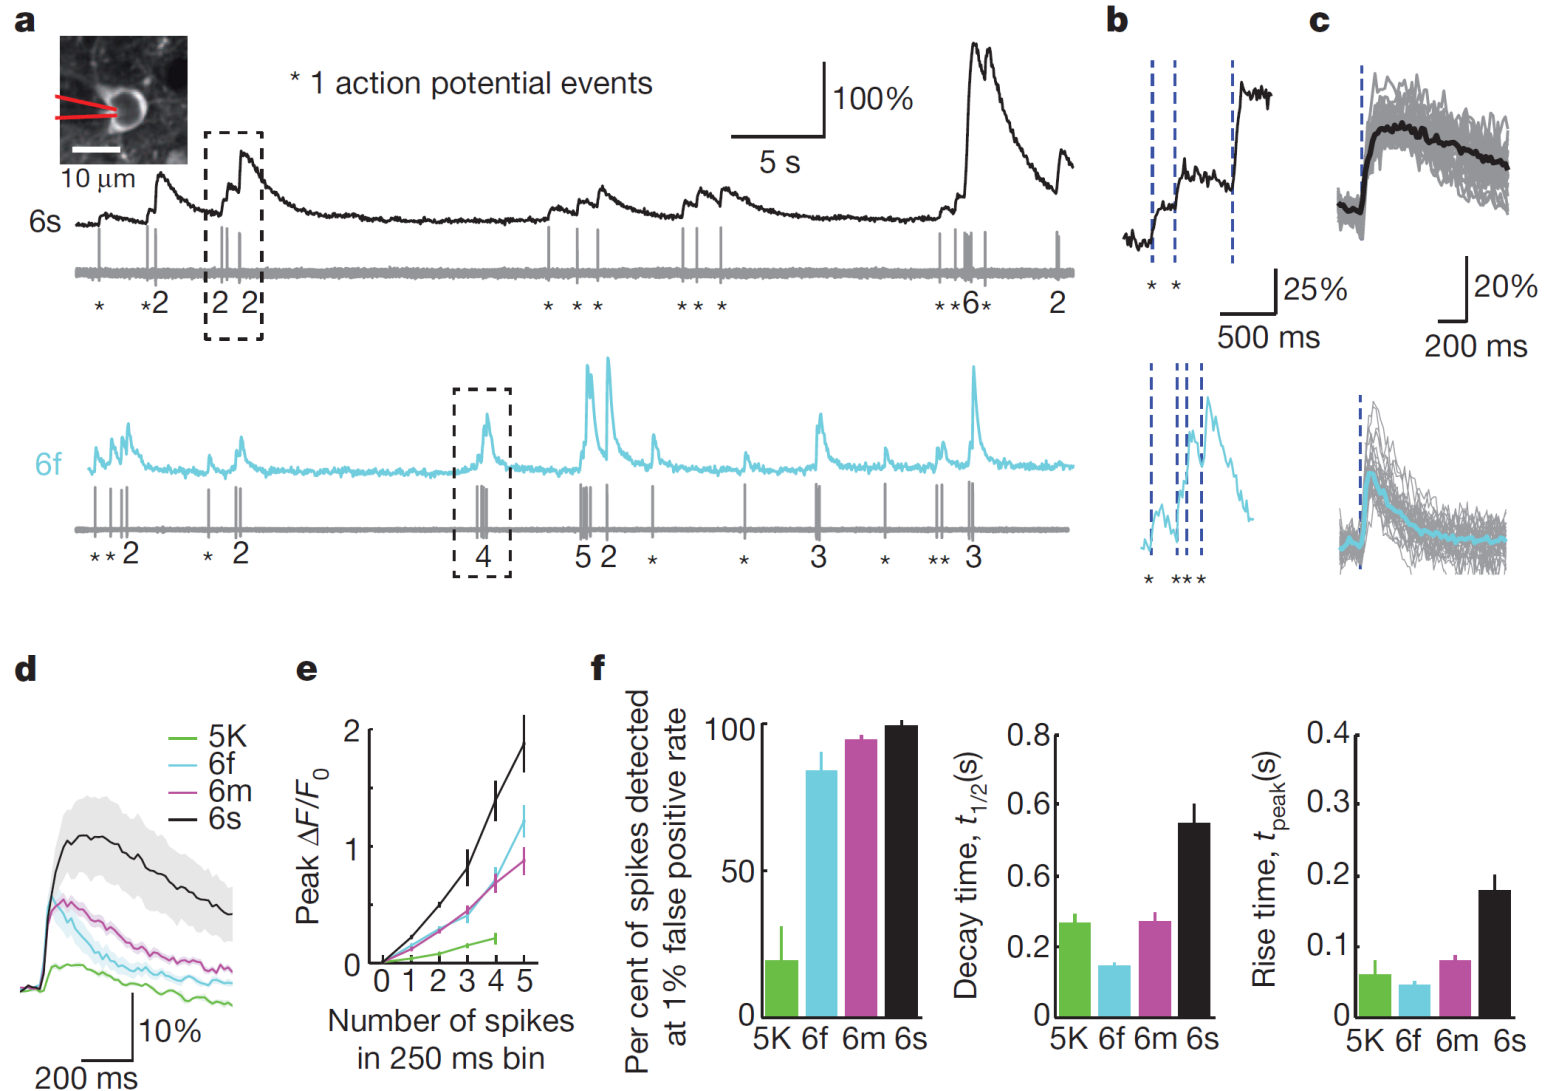 a
* 1 action potential events
100%
5 s
10 μm
6s
* *2 2 2 * * * * * * * *6* 2
6f
* *2 * 2 4 5 2 * * 3 * ** 3
b
* *
25%
500 ms
* ** *
c
20%
200 ms
d
5K
6f
6m
6s
10%
200 ms
e
Peak ΔF/F0
2
1
0
0 1 2 3 4 5
Number of spikes
in 250 ms bin
f
Per cent of spikes detected
at 1% false positive rate
100
50
0
5K 6f 6m 6s
Decay time, t1/2(s)
0.8
0.6
0.6
0.2
0
5K 6f 6m 6s
Rise time, tpeak(s)
0.4
0.3
0.2
0.1
0
5K 6f 6m 6s